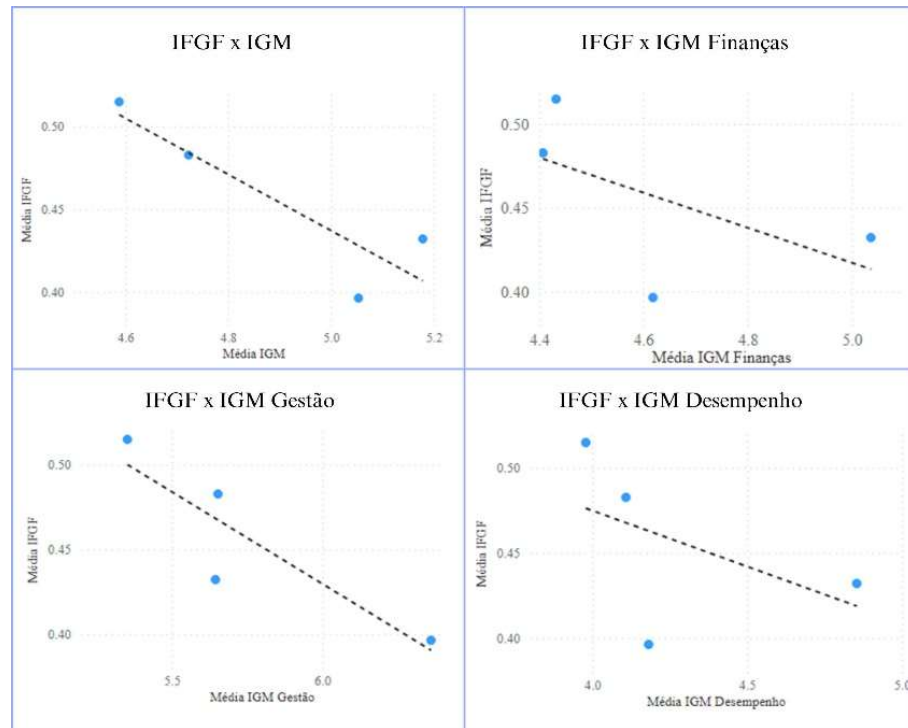 IFGF x IGM
0.50
0.45
0.40
Média IFGF
4.6
4.8
5.0
5.2
Média IGM
IFGF x IGM Finanças
0.50
0.45
0.40
Média IFGF
4.4
4.6
4.8
5.0
Média IGM Finanças
IFGF x IGM Gestão
0.50
0.45
0.40
Média IFGF
5.5
6.0
Média IGM Gestão
IFGF x IGM Desempenho
0.50
0.45
0.40
Média IFGF
4.0
4.5
5.0
Média IGM Desempenho